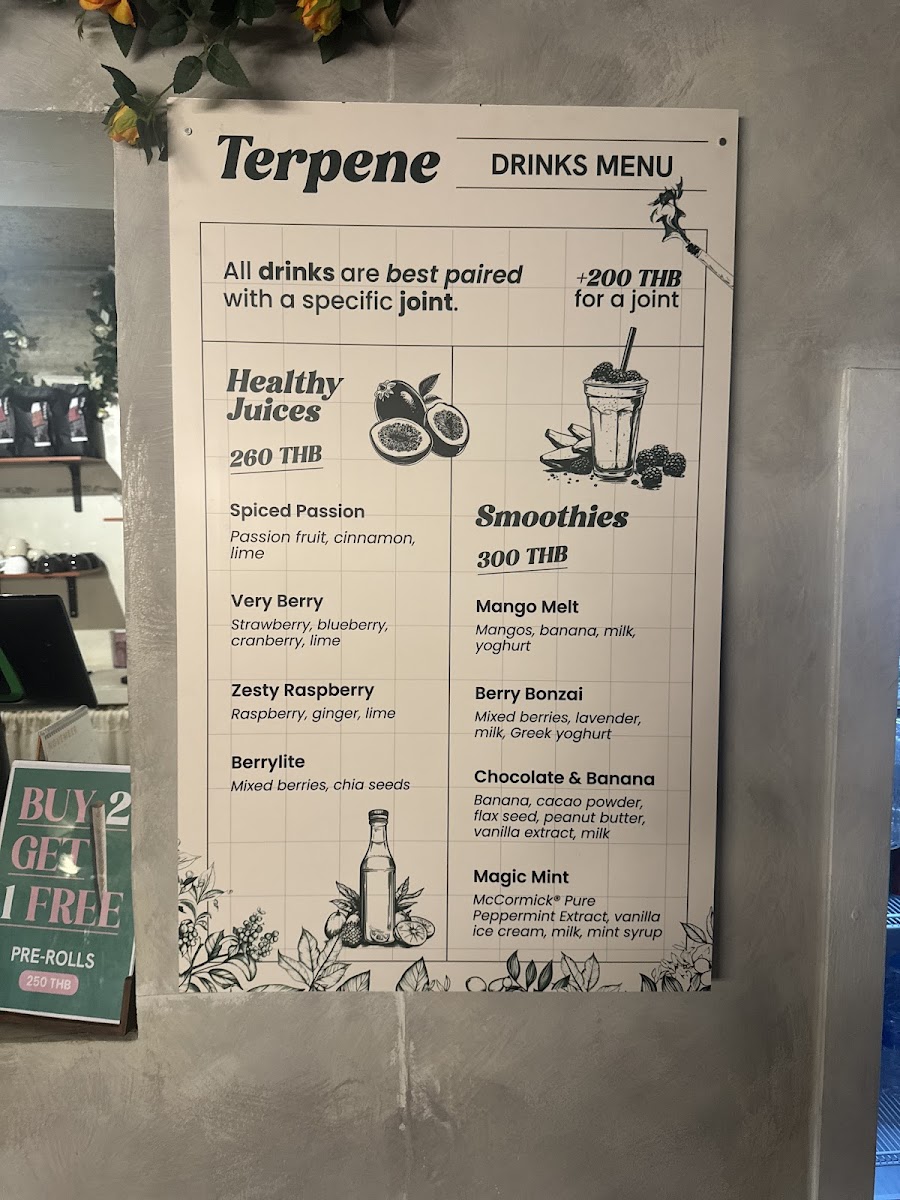 Terpene
DRINKS MENU
All drinks are best paired
with a specific joint.
+200 THB
for a joint
Healthy
Juices
260 THB
Spiced Passion
Passion fruit, cinnamon,
lime
Very Berry
Strawberry, blueberry,
cranberry, lime
Zesty Raspberry
Raspberry, ginger, lime
Berrylite
Mixed berries, chia seeds
Smoothies
300 THB
Mango Melt
Mangos, banana, milk,
yoghurt
Berry Bonzai
Mixed berries, lavender,
milk, Greek yoghurt
Chocolate & Banana
Banana, cacao powder,
flax seed, peanut butter,
vanilla extract, milk
Magic Mint
McCormick® Pure
Peppermint Extract, vanilla
ice cream, milk, mint syrup
BUY 2
GET
1 FREE
PRE-ROLLS
250 THB